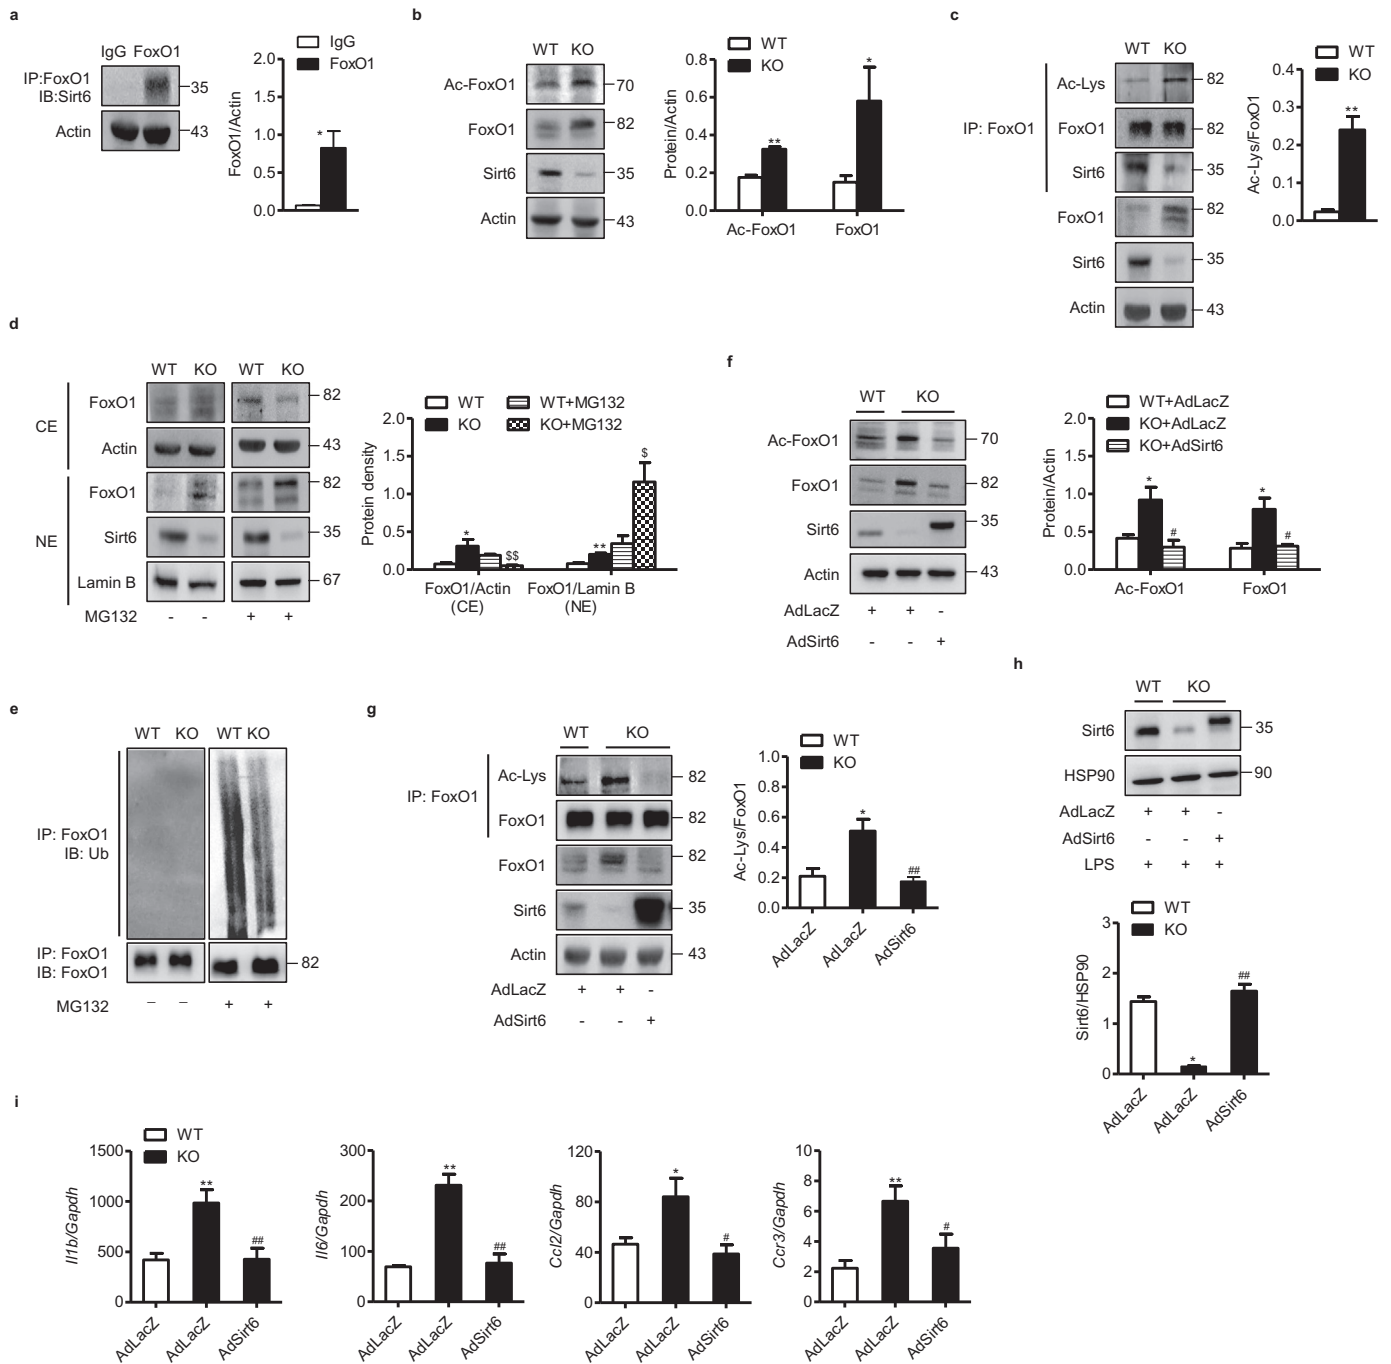 a
IgG FoxO1
IP:FoxO1
IB:Sirt6
35
Actin
43
IgG
FoxO1
FoxO1/Actin
2.0
1.5
1.0
0.5
0.0
*
b
WT KO
Ac-FoxO1
70
FoxO1
82
Sirt6
35
Actin
43
WT
KO
Protein/Actin
0.8
0.6
0.4
0.2
0.0
**
*
Ac-FoxO1 FoxO1
c
WT KO
IP: FoxO1
Ac-Lys
82
FoxO1
82
Sirt6
35
FoxO1
82
Sirt6
35
Actin
43
WT
KO
Ac-Lys/FoxO1
0.4
0.3
0.2
0.1
0.0
**
d
WT KO WT KO
CE
FoxO1
82
Actin
43
NE
FoxO1
82
Sirt6
35
Lamin B
67
MG132 - - + +
WT WT+MG132
KO KO+MG132
Protein density
2.0
1.5
1.0
0.5
0.0
*
$$
**
$
FoxO1/Actin FoxO1/Lamin B
(CE) (NE)
f
WT KO
Ac-FoxO1
70
FoxO1
82
Sirt6
35
Actin
43
AdLacZ + + -
AdSirt6 - - +
WT+AdLacZ
KO+AdLacZ
KO+AdSirt6
Protein/Actin
2.0
1.5
1.0
0.5
0.0
*
#
*
#
Ac-FoxO1 FoxO1
e
WT KO WT KO
IP: FoxO1
IB: Ub
IP: FoxO1
IB: FoxO1
82
MG132 – – + +
g
WT KO
IP: FoxO1
Ac-Lys
82
FoxO1
82
FoxO1
82
Sirt6
35
Actin
43
AdLacZ + + -
AdSirt6 - - +
WT
KO
Ac-Lys/FoxO1
1.0
0.8
0.6
0.4
0.2
0.0
*
##
AdLacZ AdLacZ AdSirt6
h
WT KO
Sirt6
35
HSP90
90
AdLacZ + + -
AdSirt6 - - +
LPS + + +
WT
KO
Sirt6/HSP90
3
2
1
0
*
##
AdLacZ AdLacZ AdSirt6
i
WT
KO
Il1b/Gapdh
1500
1000
500
0
**
##
AdLacZ AdLacZ AdSirt6
Il6/Gapdh
300
200
100
0
**
##
AdLacZ AdLacZ AdSirt6
Ccl2/Gapdh
120
80
40
0
*
#
AdLacZ AdLacZ AdSirt6
Ccr3/Gapdh
10
8
6
4
2
0
**
#
AdLacZ AdLacZ AdSirt6